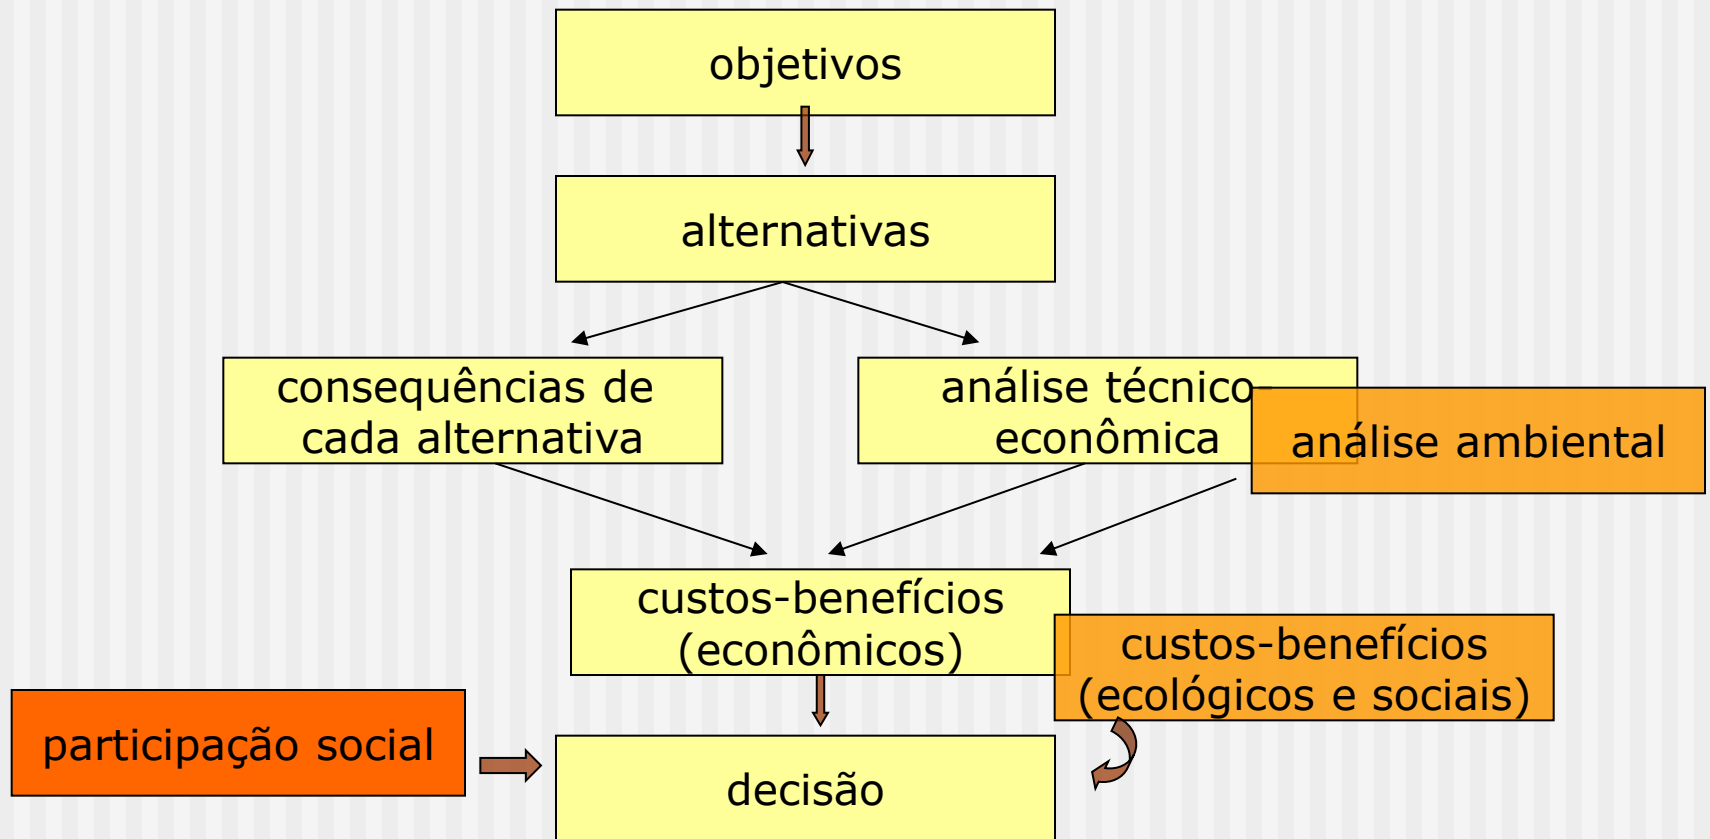 objetivos
alternativas
consequências de
cada alternativa
análise técnico-
econômica
análise ambiental
custos-benefícios
(econômicos)
custos-benefícios
(ecológicos e sociais)
participação social
decisão